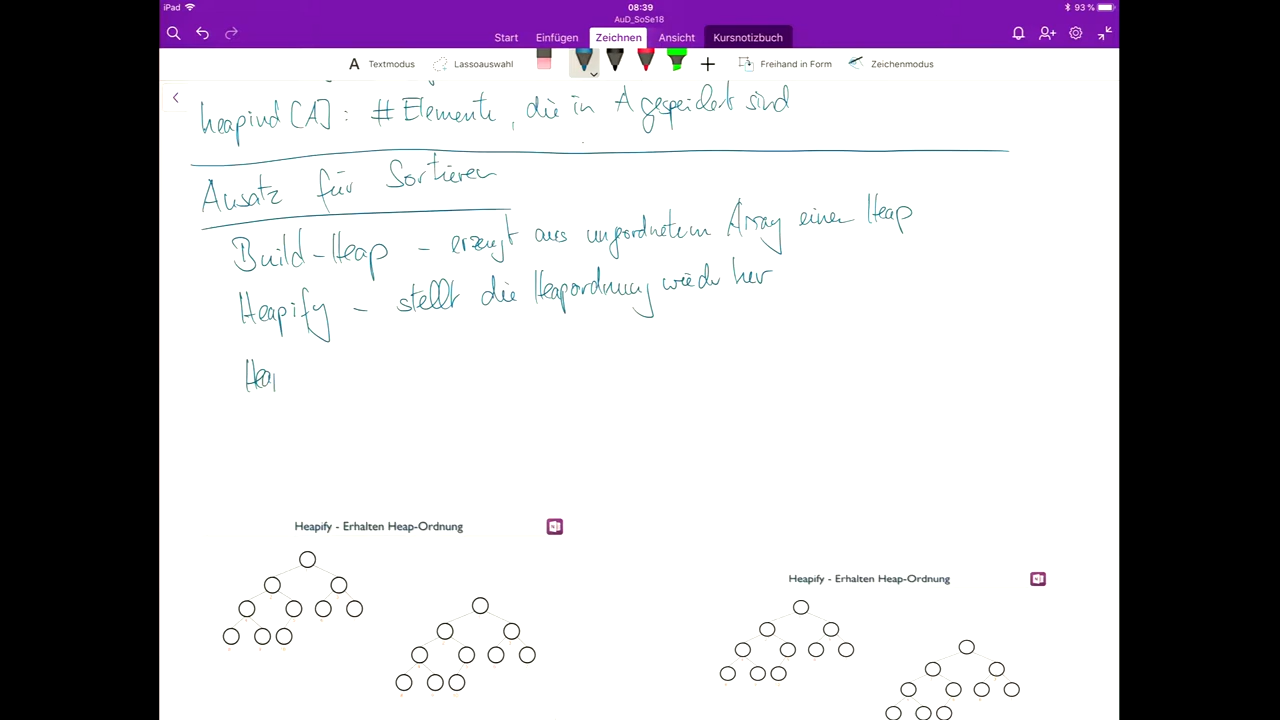 iPad
08:39
93 %
AuD_SoSe18
Start Einfügen Zeichnen Ansicht Kursnotizbuch
A Textmodus Lassoauswahl Freihand in Form Zeichenmodus
heapind [A] : # Elemente, die in A gespeichert sind
Ansatz für Sortieren
Build-Heap - erzeugt aus ungeordnetem Array einen Heap
Heapify - stellt die Heapordnung wieder her
Heap
Heapify - Erhalten Heap-Ordnung
Heapify - Erhalten Heap-Ordnung